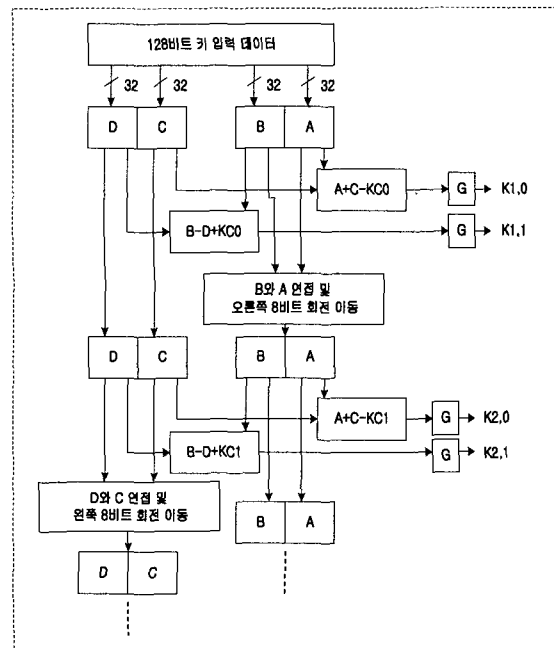 128비트 키 입력 데이터
32 32 32 32
D C B A
A+C-KC0 G K1,0
B-D+KC0 G K1,1
B와 A 연접 및
오른쪽 8비트 회전 이동
D C B A
A+C-KC1 G K2,0
B-D+KC1 G K2,1
D와 C 연접 및
왼쪽 8비트 회전 이동
B A
D C